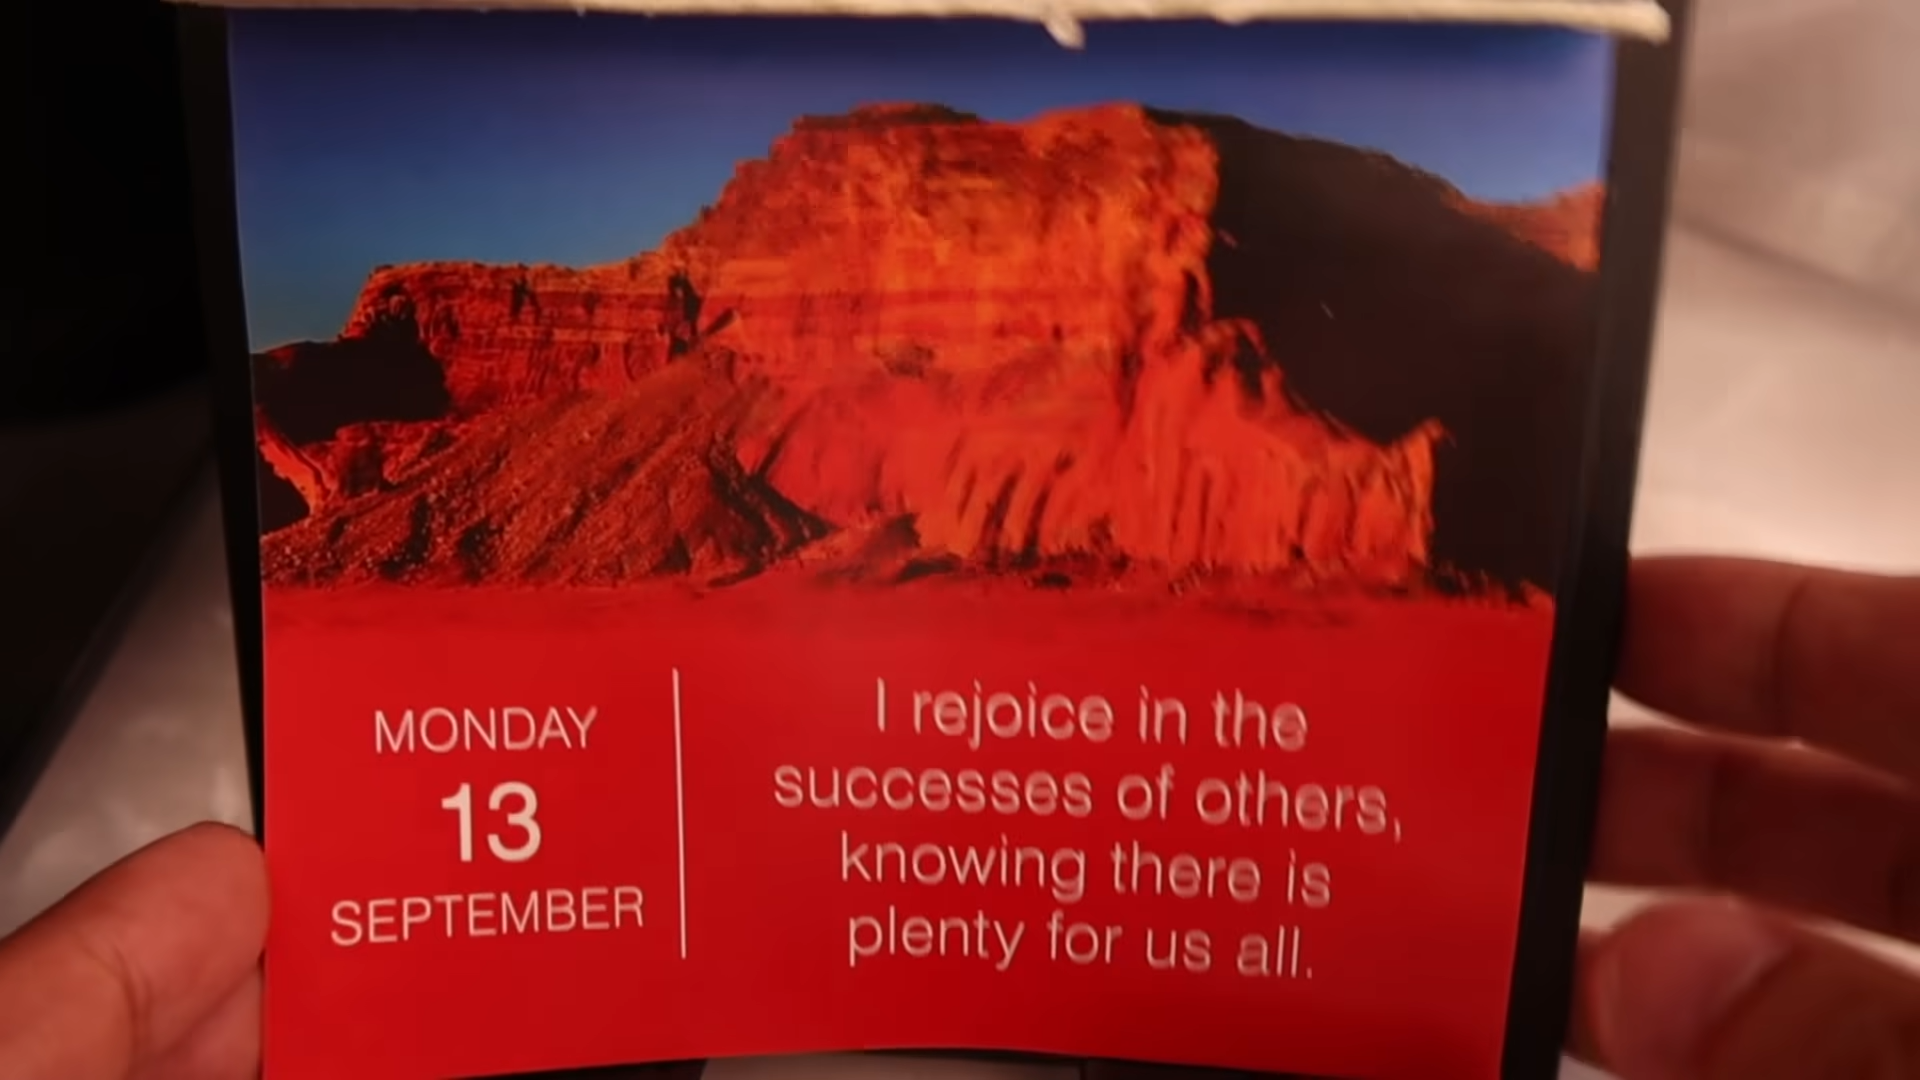 MONDAY
13
SEPTEMBER
I rejoice in the
successes of others,
knowing there is
plenty for us all.